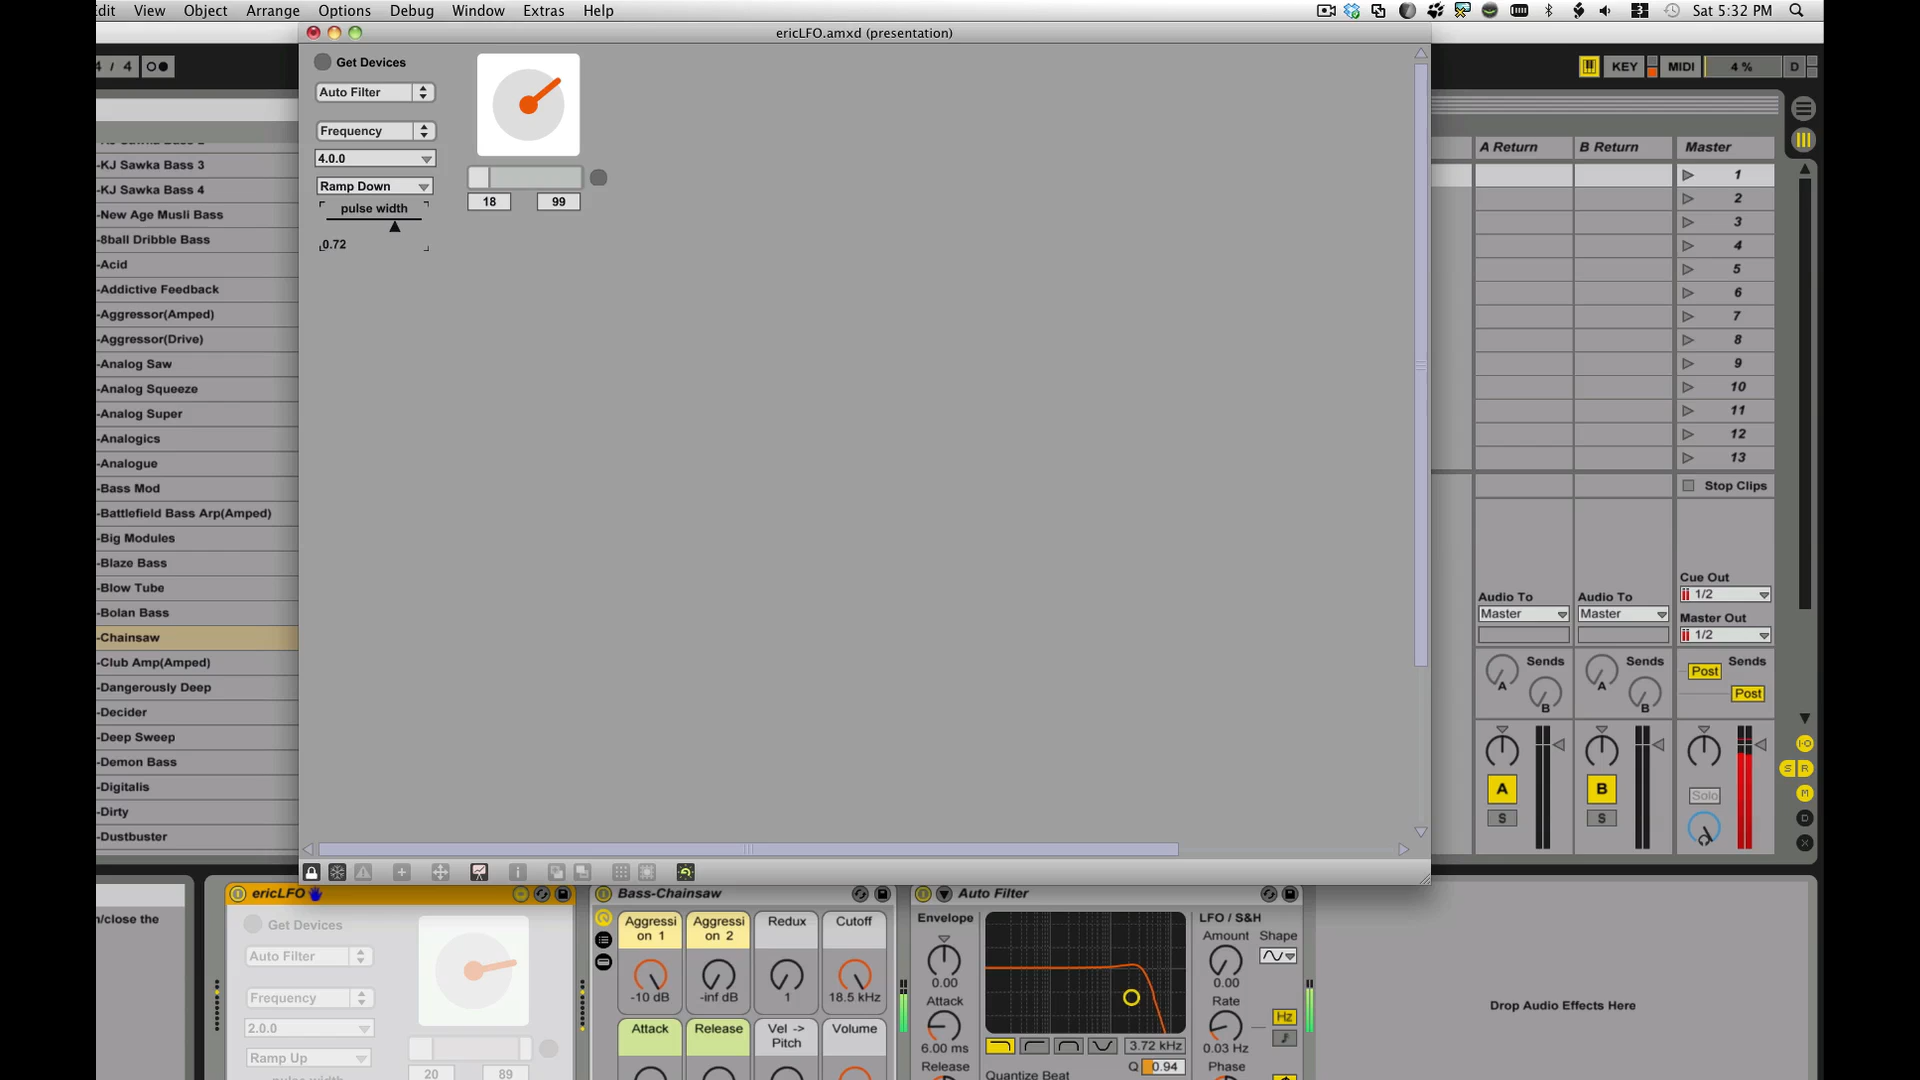 dit View Object Arrange Options Debug Window Extras Help
Sat 5:32 PM
ericLFO.amxd (presentation)
4 / 4
KEY
MIDI
4 %
D
Get Devices
Auto Filter
Frequency
4.0.0
Ramp Down
pulse width
0.72
18
99
-KJ Sawka Bass 3
-KJ Sawka Bass 4
-New Age Musli Bass
-8ball Dribble Bass
-Acid
-Addictive Feedback
-Aggressor(Amped)
-Aggressor(Drive)
-Analog Saw
-Analog Squeeze
-Analog Super
-Analogics
-Analogue
-Bass Mod
-Battlefield Bass Arp(Amped)
-Big Modules
-Blaze Bass
-Blow Tube
-Bolan Bass
-Chainsaw
-Club Amp(Amped)
-Dangerously Deep
-Decider
-Deep Sweep
-Demon Bass
-Digitalis
-Dirty
-Dustbuster
A Return
B Return
Master
1
2
3
4
5
6
7
8
9
10
11
12
13
Stop Clips
Cue Out
1/2
Master Out
1/2
Audio To
Master
Audio To
Master
Sends
A
B
Sends
A
B
Sends
Post
Post
A
S
B
S
Solo
I·O
S
R
M
D
X
n/close the
ericLFO
Get Devices
Auto Filter
Frequency
2.0.0
Ramp Up
pulse width
20
89
Bass-Chainsaw
Aggressi
on 1
-10 dB
Aggressi
on 2
-inf dB
Redux
1
Cutoff
18.5 kHz
Attack
Release
Vel ->
Pitch
Volume
Auto Filter
Envelope
0.00
Attack
6.00 ms
Release
3.72 kHz
Q
0.94
Quantize Beat
LFO / S&H
Amount
0.00
Shape
Rate
0.03 Hz
Hz
Phase
Drop Audio Effects Here